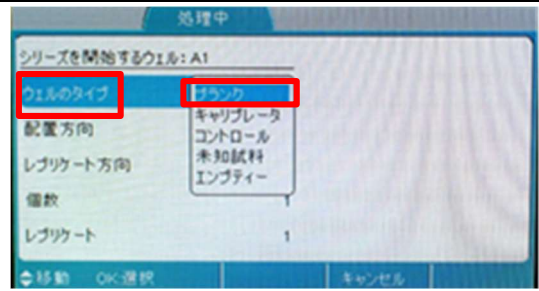 処理中
シリーズを開始するウェル: A1
ウェルのタイプ
ブランク
キャリブレータ
コントロール
未知試料
エンプティー
配置方向
レプリケート方向
個数 1
レプリケート 1
移動 OK:選択 キャンセル